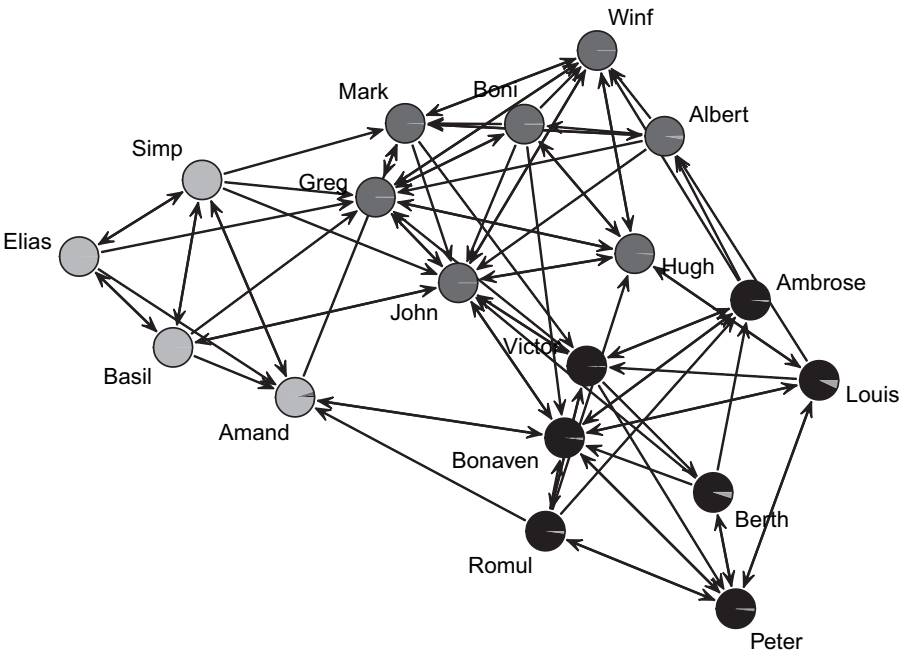 Winf
Mark
Boni
Albert
Simp
Greg
Elias
Hugh
Ambrose
John
Victor
Basil
Louis
Amand
Bonaven
Berth
Romul
Peter